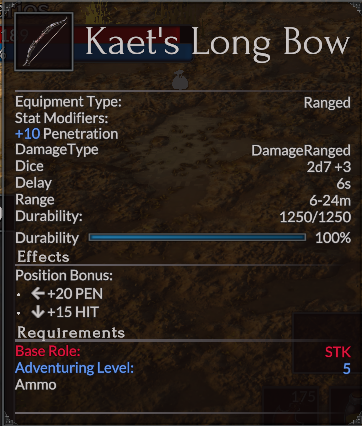 Kaet's Long Bow
Equipment Type: Ranged
Stat Modifiers:
+10 Penetration
DamageType DamageRanged
Dice 2d7 +3
Delay 6s
Range 6-24m
Durability: 1250/1250
Durability 100%
Effects
Position Bonus:
• ←+20 PEN
• ↓+15 HIT
Requirements
Base Role: STK
Adventuring Level: 5
Ammo
175